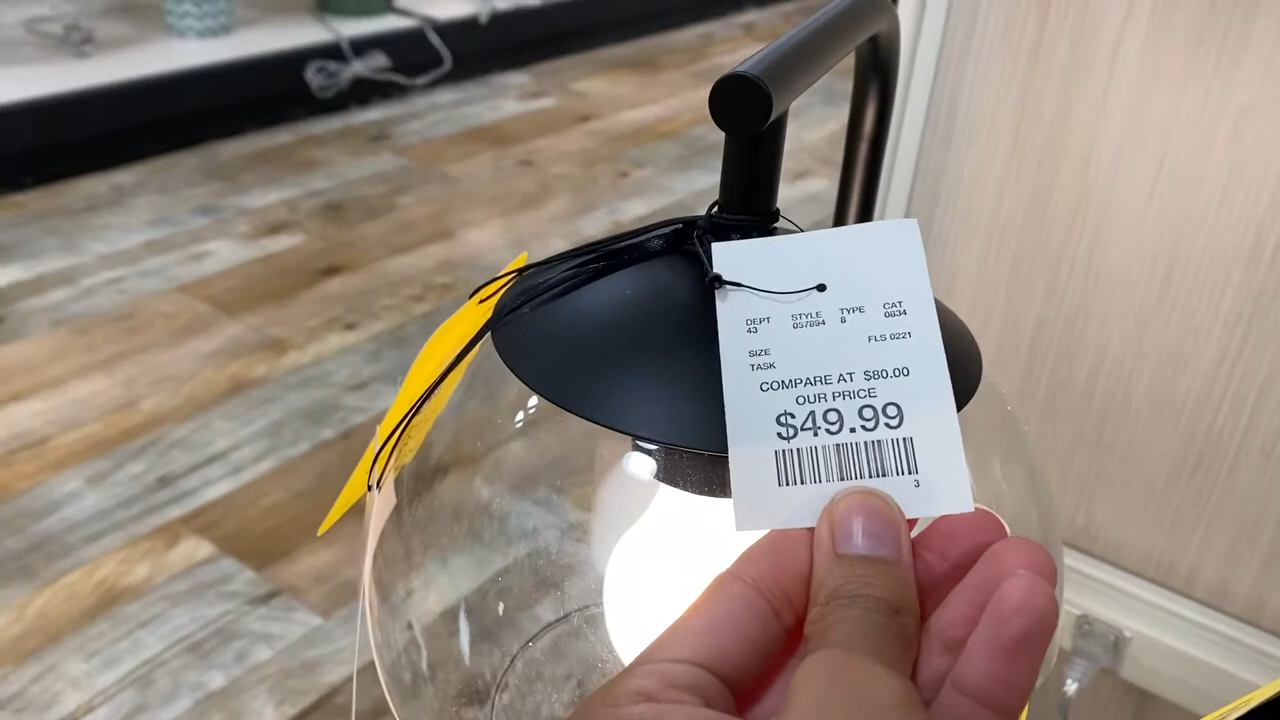 DEPT STYLE TYPE CAT
43 057894 8 0834
FLS 0221
SIZE
TASK
COMPARE AT $80.00
OUR PRICE
$49.99
3